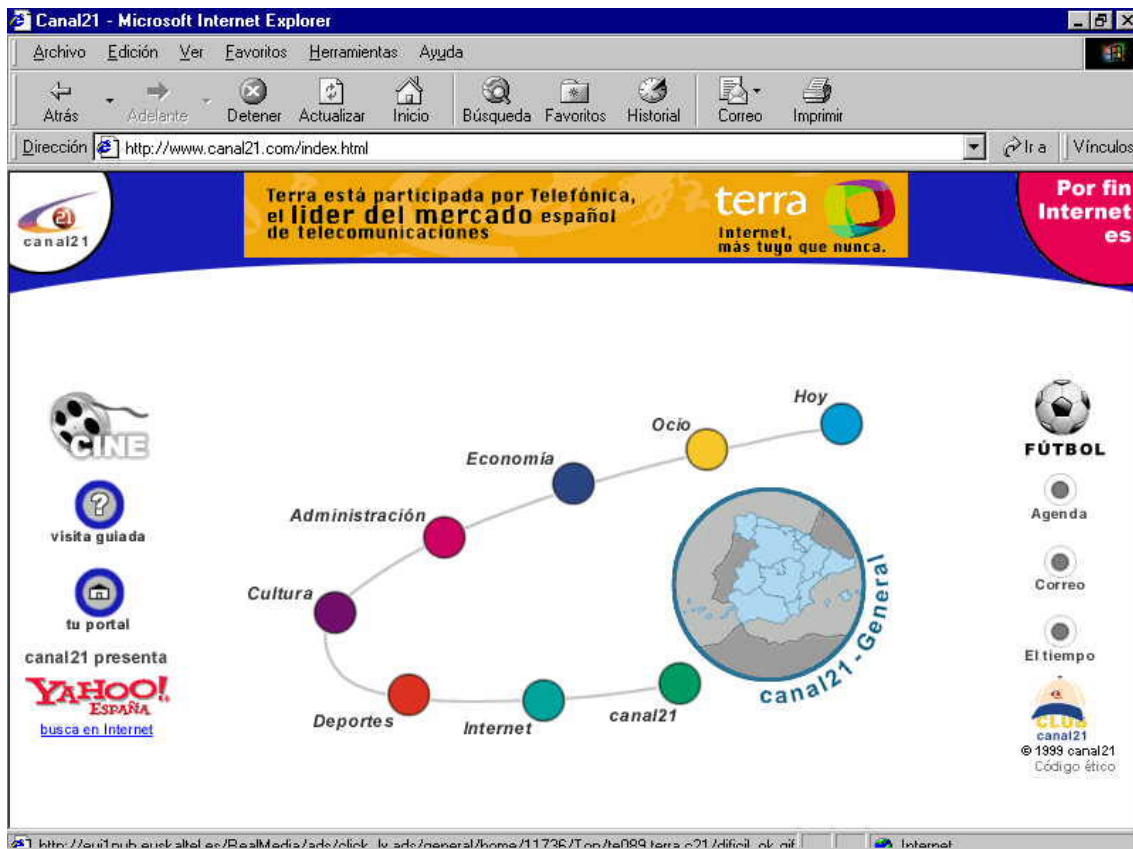 Canal21 - Microsoft Internet Explorer
Archivo Edición Ver Favoritos Herramientas Ayuda
Atrás Adelante Detener Actualizar Inicio Búsqueda Favoritos Historial Correo Imprimir
Dirección http://www.canal21.com/index.html Ir a Vínculos
21
canal21
Terra está participada por Telefónica,
el lider del mercado español
de telecomunicaciones
terra
Internet,
más tuyo que nunca.
Por fin
Internet
es
CINE
visita guiada
tu portal
canal21 presenta
YAHOO!
ESPAÑA
busca en Internet
Hoy
Ocio
Economía
Administración
Cultura
Deportes
Internet
canal21
canal21-General
FÚTBOL
Agenda
Correo
El tiempo
CLUB
canal21
© 1999 canal21
Código ético
Internet